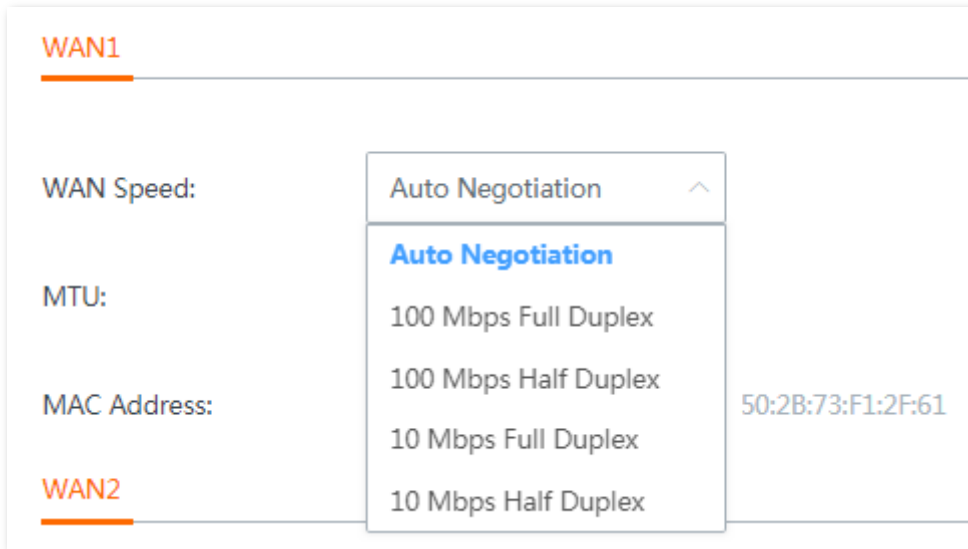 WAN1
WAN Speed: Auto Negotiation
Auto Negotiation
MTU:
100 Mbps Full Duplex
100 Mbps Half Duplex
MAC Address: 50:2B:73:F1:2F:61
10 Mbps Full Duplex
WAN2
10 Mbps Half Duplex